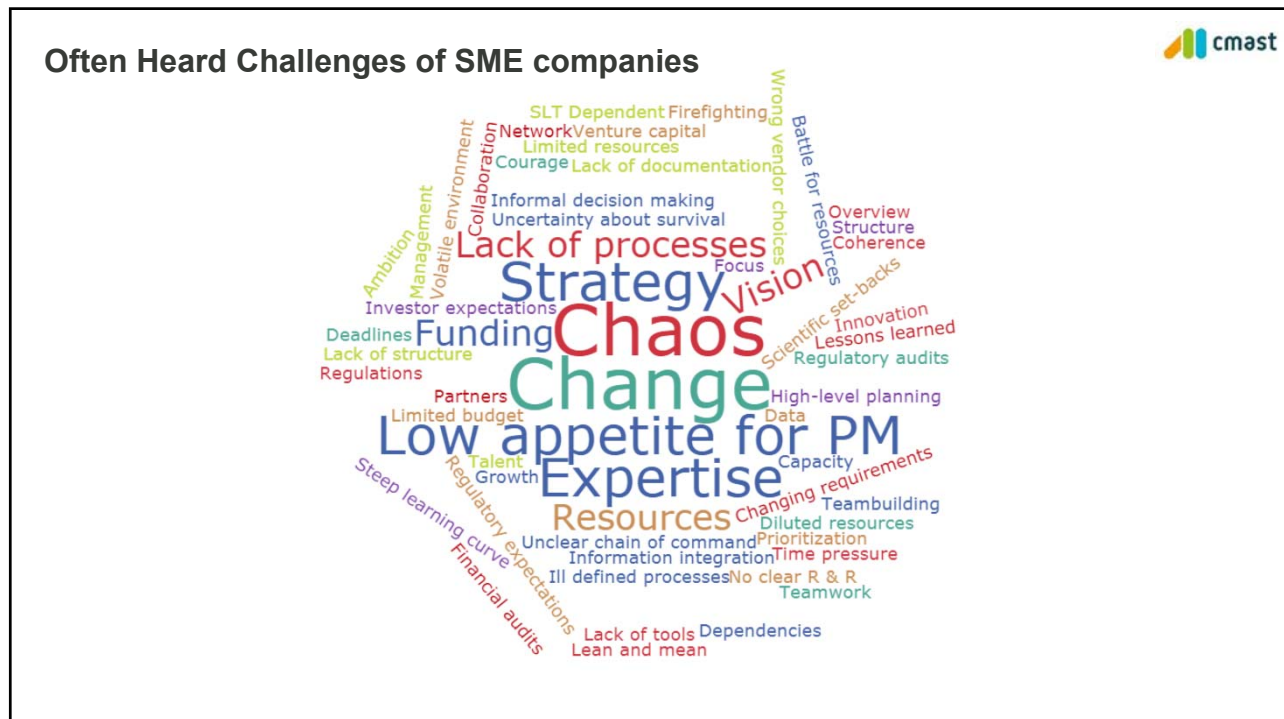 Often Heard Challenges of SME companies
cmast
SLT Dependent
Firefighting
Wrong vendor choices
Battle for resources
Network
Venture capital
Limited resources
Courage
Lack of documentation
Collaboration
Volatile environment
Management
Ambition
Informal decision making
Uncertainty about survival
Overview
Structure
Coherence
Lack of processes
Focus
Strategy
Vision
Scientific set-backs
Investor expectations
Innovation
Lessons learned
Regulatory audits
Deadlines
Funding
Chaos
Lack of structure
Regulations
Change
Partners
High-level planning
Limited budget
Data
Low appetite for PM
Talent
Growth
Expertise
Capacity
Changing requirements
Steep learning curve
Regulatory expectations
Financial audits
Resources
Teambuilding
Diluted resources
Unclear chain of command
Prioritization
Information integration
Time pressure
Ill defined processes
No clear R & R
Teamwork
Lack of tools
Dependencies
Lean and mean